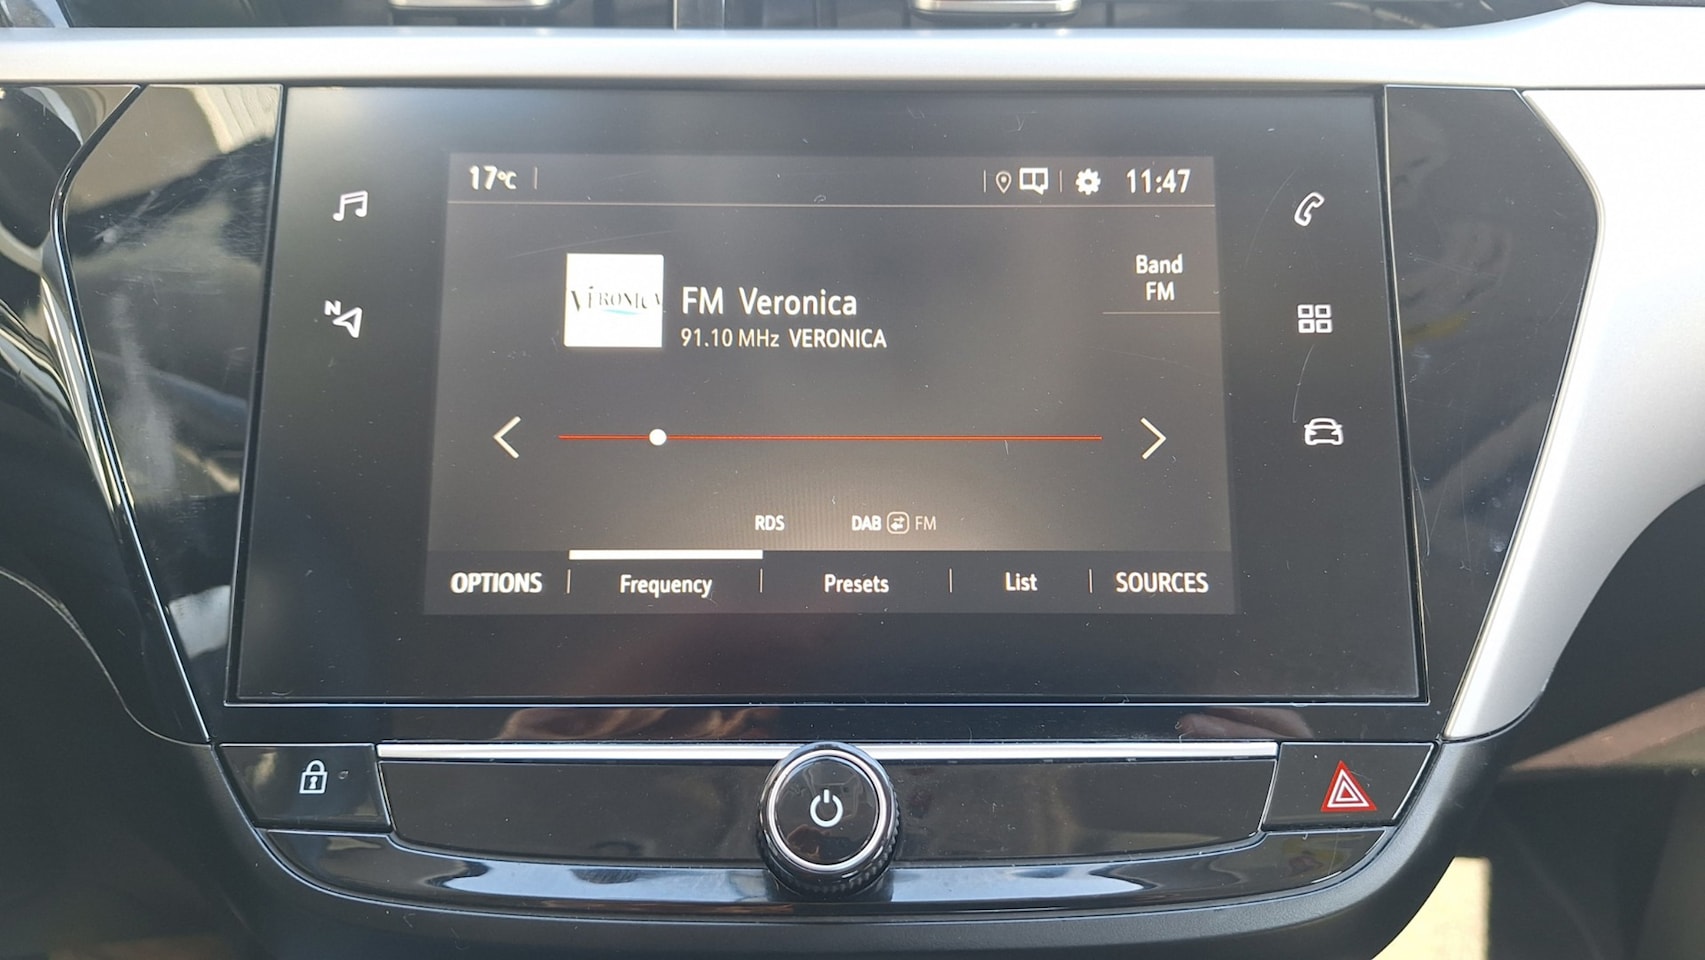 17°C
11:47
N
Band
FM
VERONICA
FM Veronica
91.10 MHz VERONICA
RDS
DAB FM
OPTIONS
Frequency
Presets
List
SOURCES